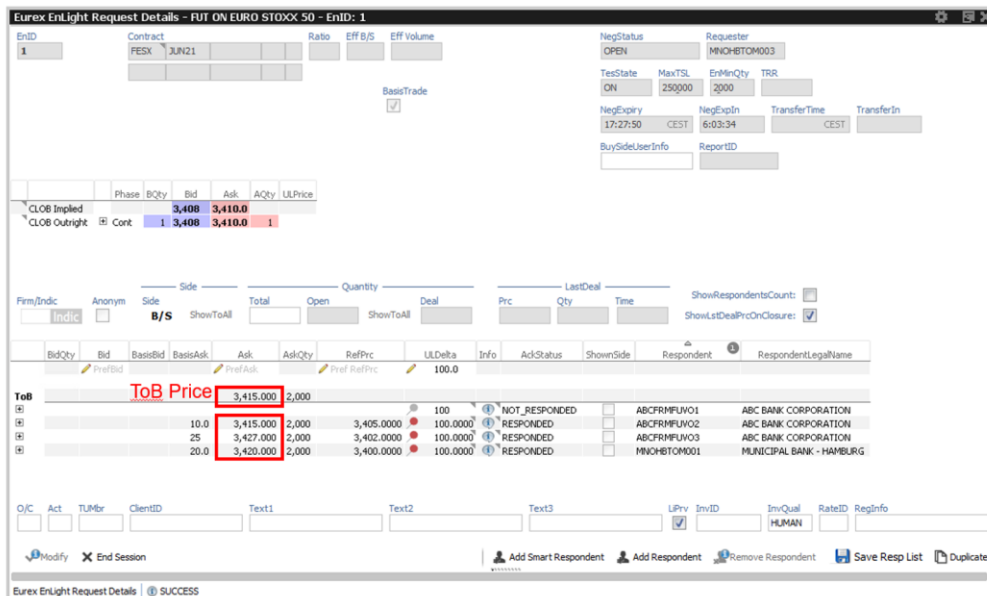 Eurex EnLight Request Details - FUT ON EURO STOXX 50 - EnID: 1
EnID Contract Ratio Eff B/S Eff Volume NegStatus Requester
1 FESX JUN21 OPEN MNOHBTOM003
TesState MaxTSL EnMinQty TRR
ON 250000 2000
BasisTrade
NegExpiry NegExpIn TransferTime TransferIn
17:27:50 CEST 6:03:34 CEST
BuySideUserInfo ReportID
Phase BQty Bid Ask AQty ULPrice
CLOB Implied 3,408 3,410.0
CLOB Outright Cont 1 3,408 3,410.0 1
Side Quantity LastDeal
Firm/Indic Anonym Side Total Open Deal Prc Qty Time ShowRespondentsCount:
Indic B/S ShowToAll ShowToAll ShowLstDealPrcOnClosure:
BidQty Bid BasisBid BasisAsk Ask AskQty RefPrc ULDelta Info AckStatus ShownSide Respondent 1 RespondentLegalName
PrefBid PrefAsk Pref RefPrc 100.0
ToB ToB Price 3,415.000 2,000
100 NOT_RESPONDED ABCFRMFUVO1 ABC BANK CORPORATION
10.0 3,415.000 2,000 3,405.0000 100.0000 RESPONDED ABCFRMFUVO2 ABC BANK CORPORATION
25 3,427.000 2,000 3,402.0000 100.0000 RESPONDED ABCFRMFUVO3 ABC BANK CORPORATION
20.0 3,420.000 2,000 3,400.0000 100.0000 RESPONDED MNOHBTOM001 MUNICIPAL BANK - HAMBURG
O/C Act TUMbr ClientID Text1 Text2 Text3 LiPrv InvID InvQual RateID RegInfo
HUMAN
Modify End Session Add Smart Respondent Add Respondent Remove Respondent Save Resp List Duplicate
Eurex EnLight Request Details SUCCESS